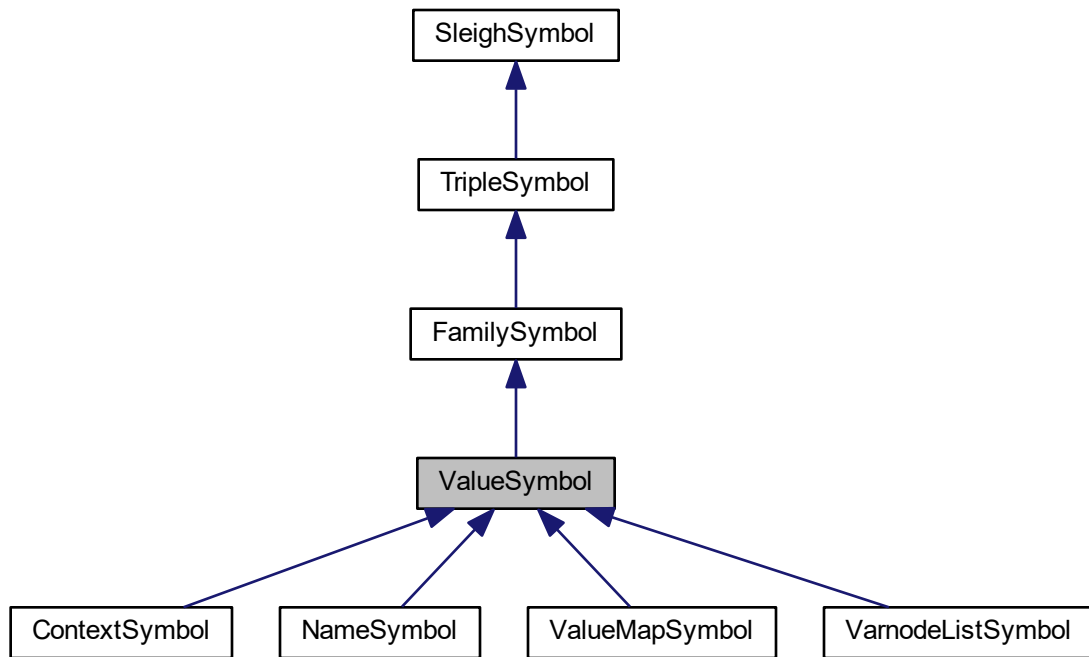 SleighSymbol
TripleSymbol
FamilySymbol
ValueSymbol
ContextSymbol
NameSymbol
ValueMapSymbol
VarnodeListSymbol